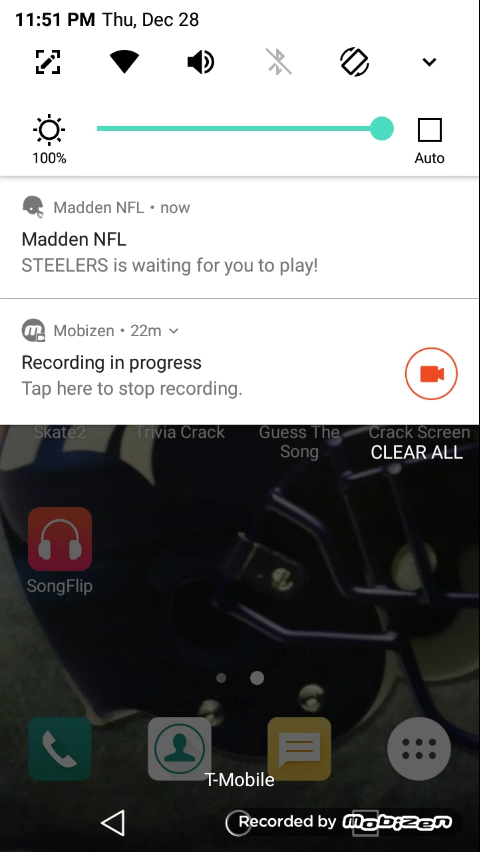 11:51 PM Thu, Dec 28
100%
Auto
Madden NFL • now
Madden NFL
STEELERS is waiting for you to play!
Mobizen • 22m
Recording in progress
Tap here to stop recording.
Skate2 Trivia Crack Guess The Song Crack Screen
CLEAR ALL
SongFlip
T-Mobile
Recorded by Mobizen